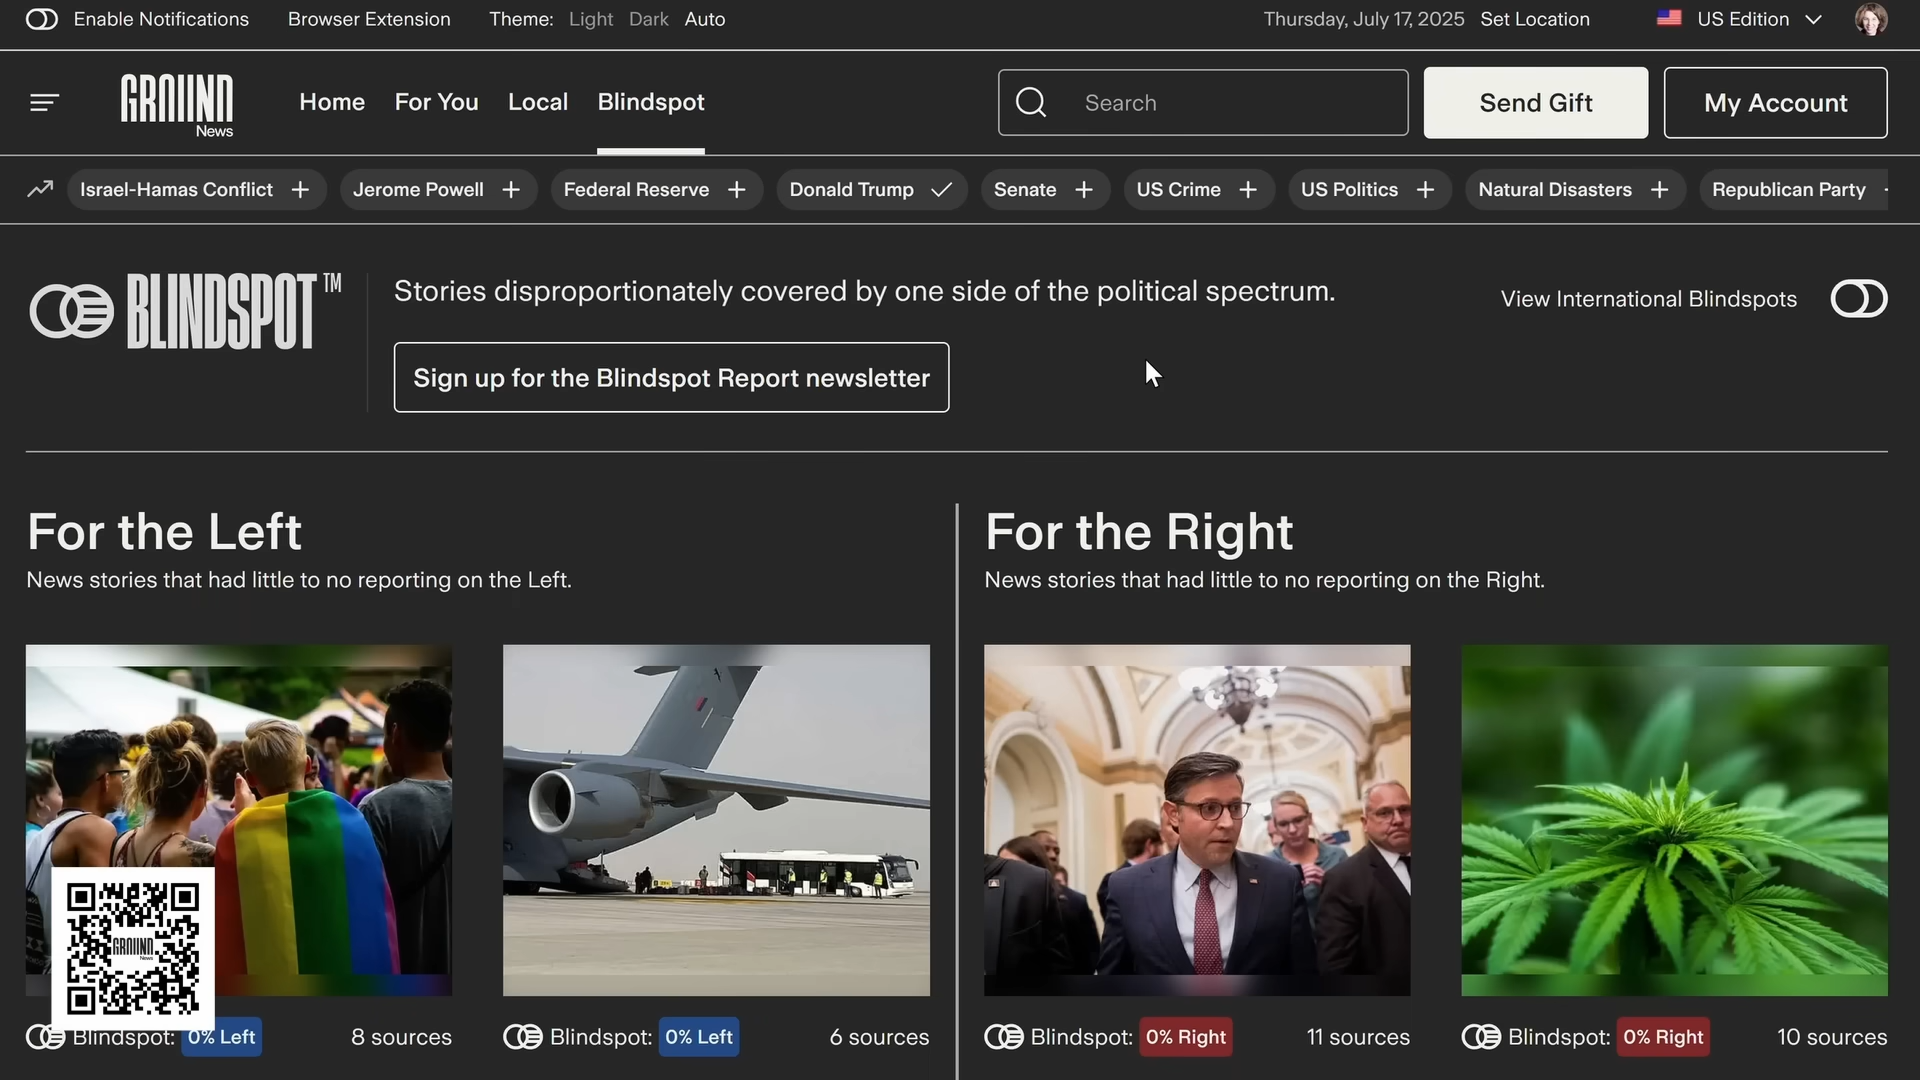 Enable Notifications Browser Extension Theme: Light Dark Auto Thursday, July 17, 2025 Set Location US Edition
GROUND News Home For You Local Blindspot Search Send Gift My Account
Israel-Hamas Conflict + Jerome Powell + Federal Reserve + Donald Trump ✓ Senate + US Crime + US Politics + Natural Disasters + Republican Party
BLINDSPOT™
Stories disproportionately covered by one side of the political spectrum.
View International Blindspots
Sign up for the Blindspot Report newsletter
For the Left
News stories that had little to no reporting on the Left.
For the Right
News stories that had little to no reporting on the Right.
GROUND
News
Blindspot: 0% Left 8 sources
Blindspot: 0% Left 6 sources
Blindspot: 0% Right 11 sources
Blindspot: 0% Right 10 sources